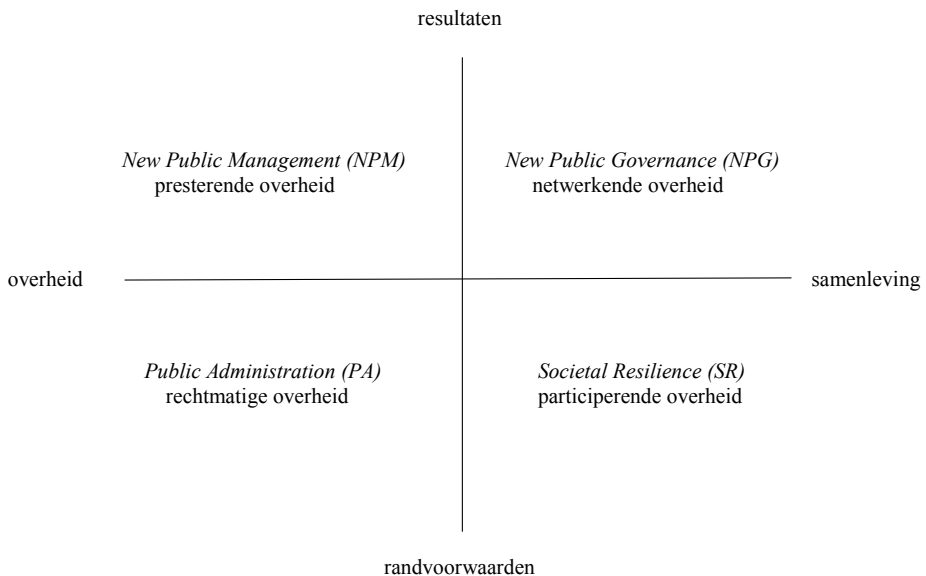 resultaten
New Public Management (NPM)
presterende overheid
New Public Governance (NPG)
netwerkende overheid
overheid
samenleving
Public Administration (PA)
rechtmatige overheid
Societal Resilience (SR)
participerende overheid
randvoorwaarden